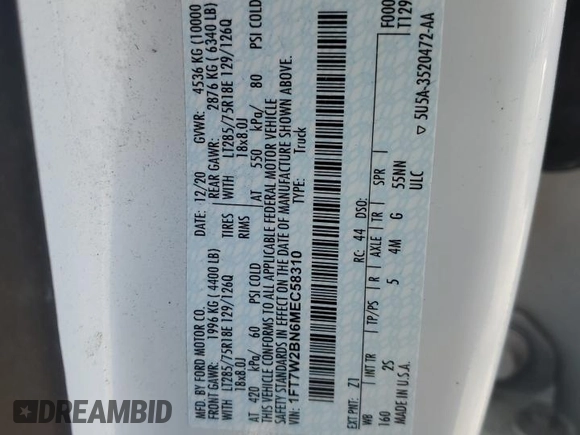 MFD. BY FORD MOTOR CO.
DATE: 12/20 GVWR: 4536 KG (10000
FRONT GAWR: 1996 KG (4400 LB) REAR GAWR: 2876 KG (6340 LB)
WITH LT285/75R18E 129/126Q TIRES WITH LT285/75R18E 129/126Q
18x8.0J RIMS 18x8.0J
AT 420 kPa/ 60 PSI COLD AT 550 kPa/ 80 PSI COLD
THIS VEHICLE CONFORMS TO ALL APPLICABLE FEDERAL MOTOR VEHICLE
SAFETY STANDARDS IN EFFECT ON THE DATE OF MANUFACTURE SHOWN ABOVE.
VIN: 1FT7W2BN6MEC58310 TYPE: Truck
F000
T129
EXT PNT: Z1 RC: 44 DSO:
WB INT TR TP/PS R AXLE TR SPR
160 2S 5 4M G 55NN
MADE IN U.S.A. ULC
5U5A-3520472-AA
DREAMBID